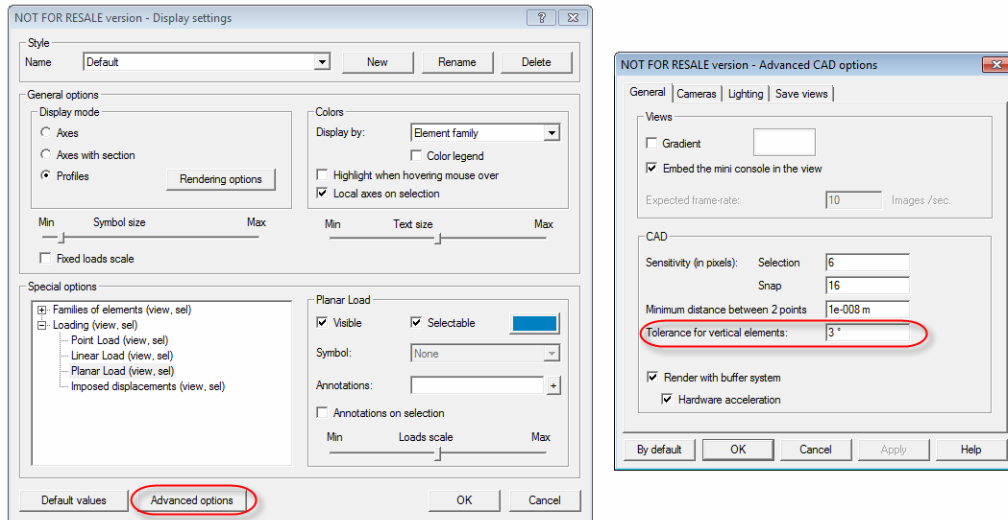 NOT FOR RESALE version - Display settings
Style
Name Default New Rename Delete
General options
Display mode
Axes
Axes with section
Profiles Rendering options
Colors
Display by: Element family
Color legend
Highlight when hovering mouse over
Local axes on selection
Min Symbol size Max
Min Text size Max
Fixed loads scale
Special options
Families of elements (view, sel)
Loading (view, sel)
Point Load (view, sel)
Linear Load (view, sel)
Planar Load (view, sel)
Imposed displacements (view, sel)
Planar Load
Visible Selectable
Symbol: None
Annotations: +
Annotations on selection
Min Loads scale Max
Default values Advanced options OK Cancel
NOT FOR RESALE version - Advanced CAD options
General Cameras Lighting Save views
Views
Gradient
Embed the mini console in the view
Expected frame-rate: 10 Images /sec.
CAD
Sensitivity (in pixels): Selection 6
Snap 16
Minimum distance between 2 points 1e-008 m
Tolerance for vertical elements: 3 °
Render with buffer system
Hardware acceleration
By default OK Cancel Apply Help